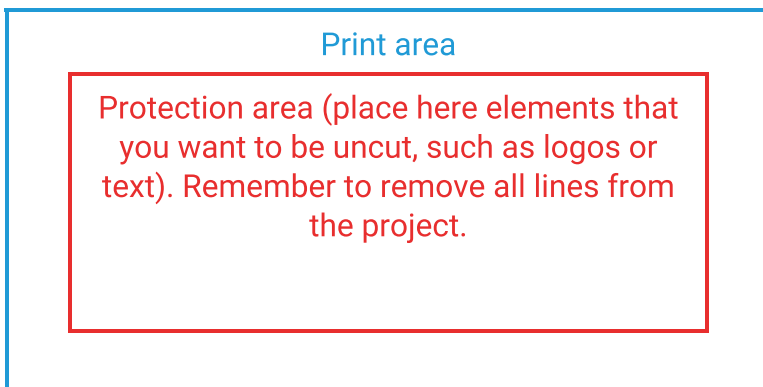 Print area
Protection area (place here elements that
you want to be uncut, such as logos or
text). Remember to remove all lines from
the project.